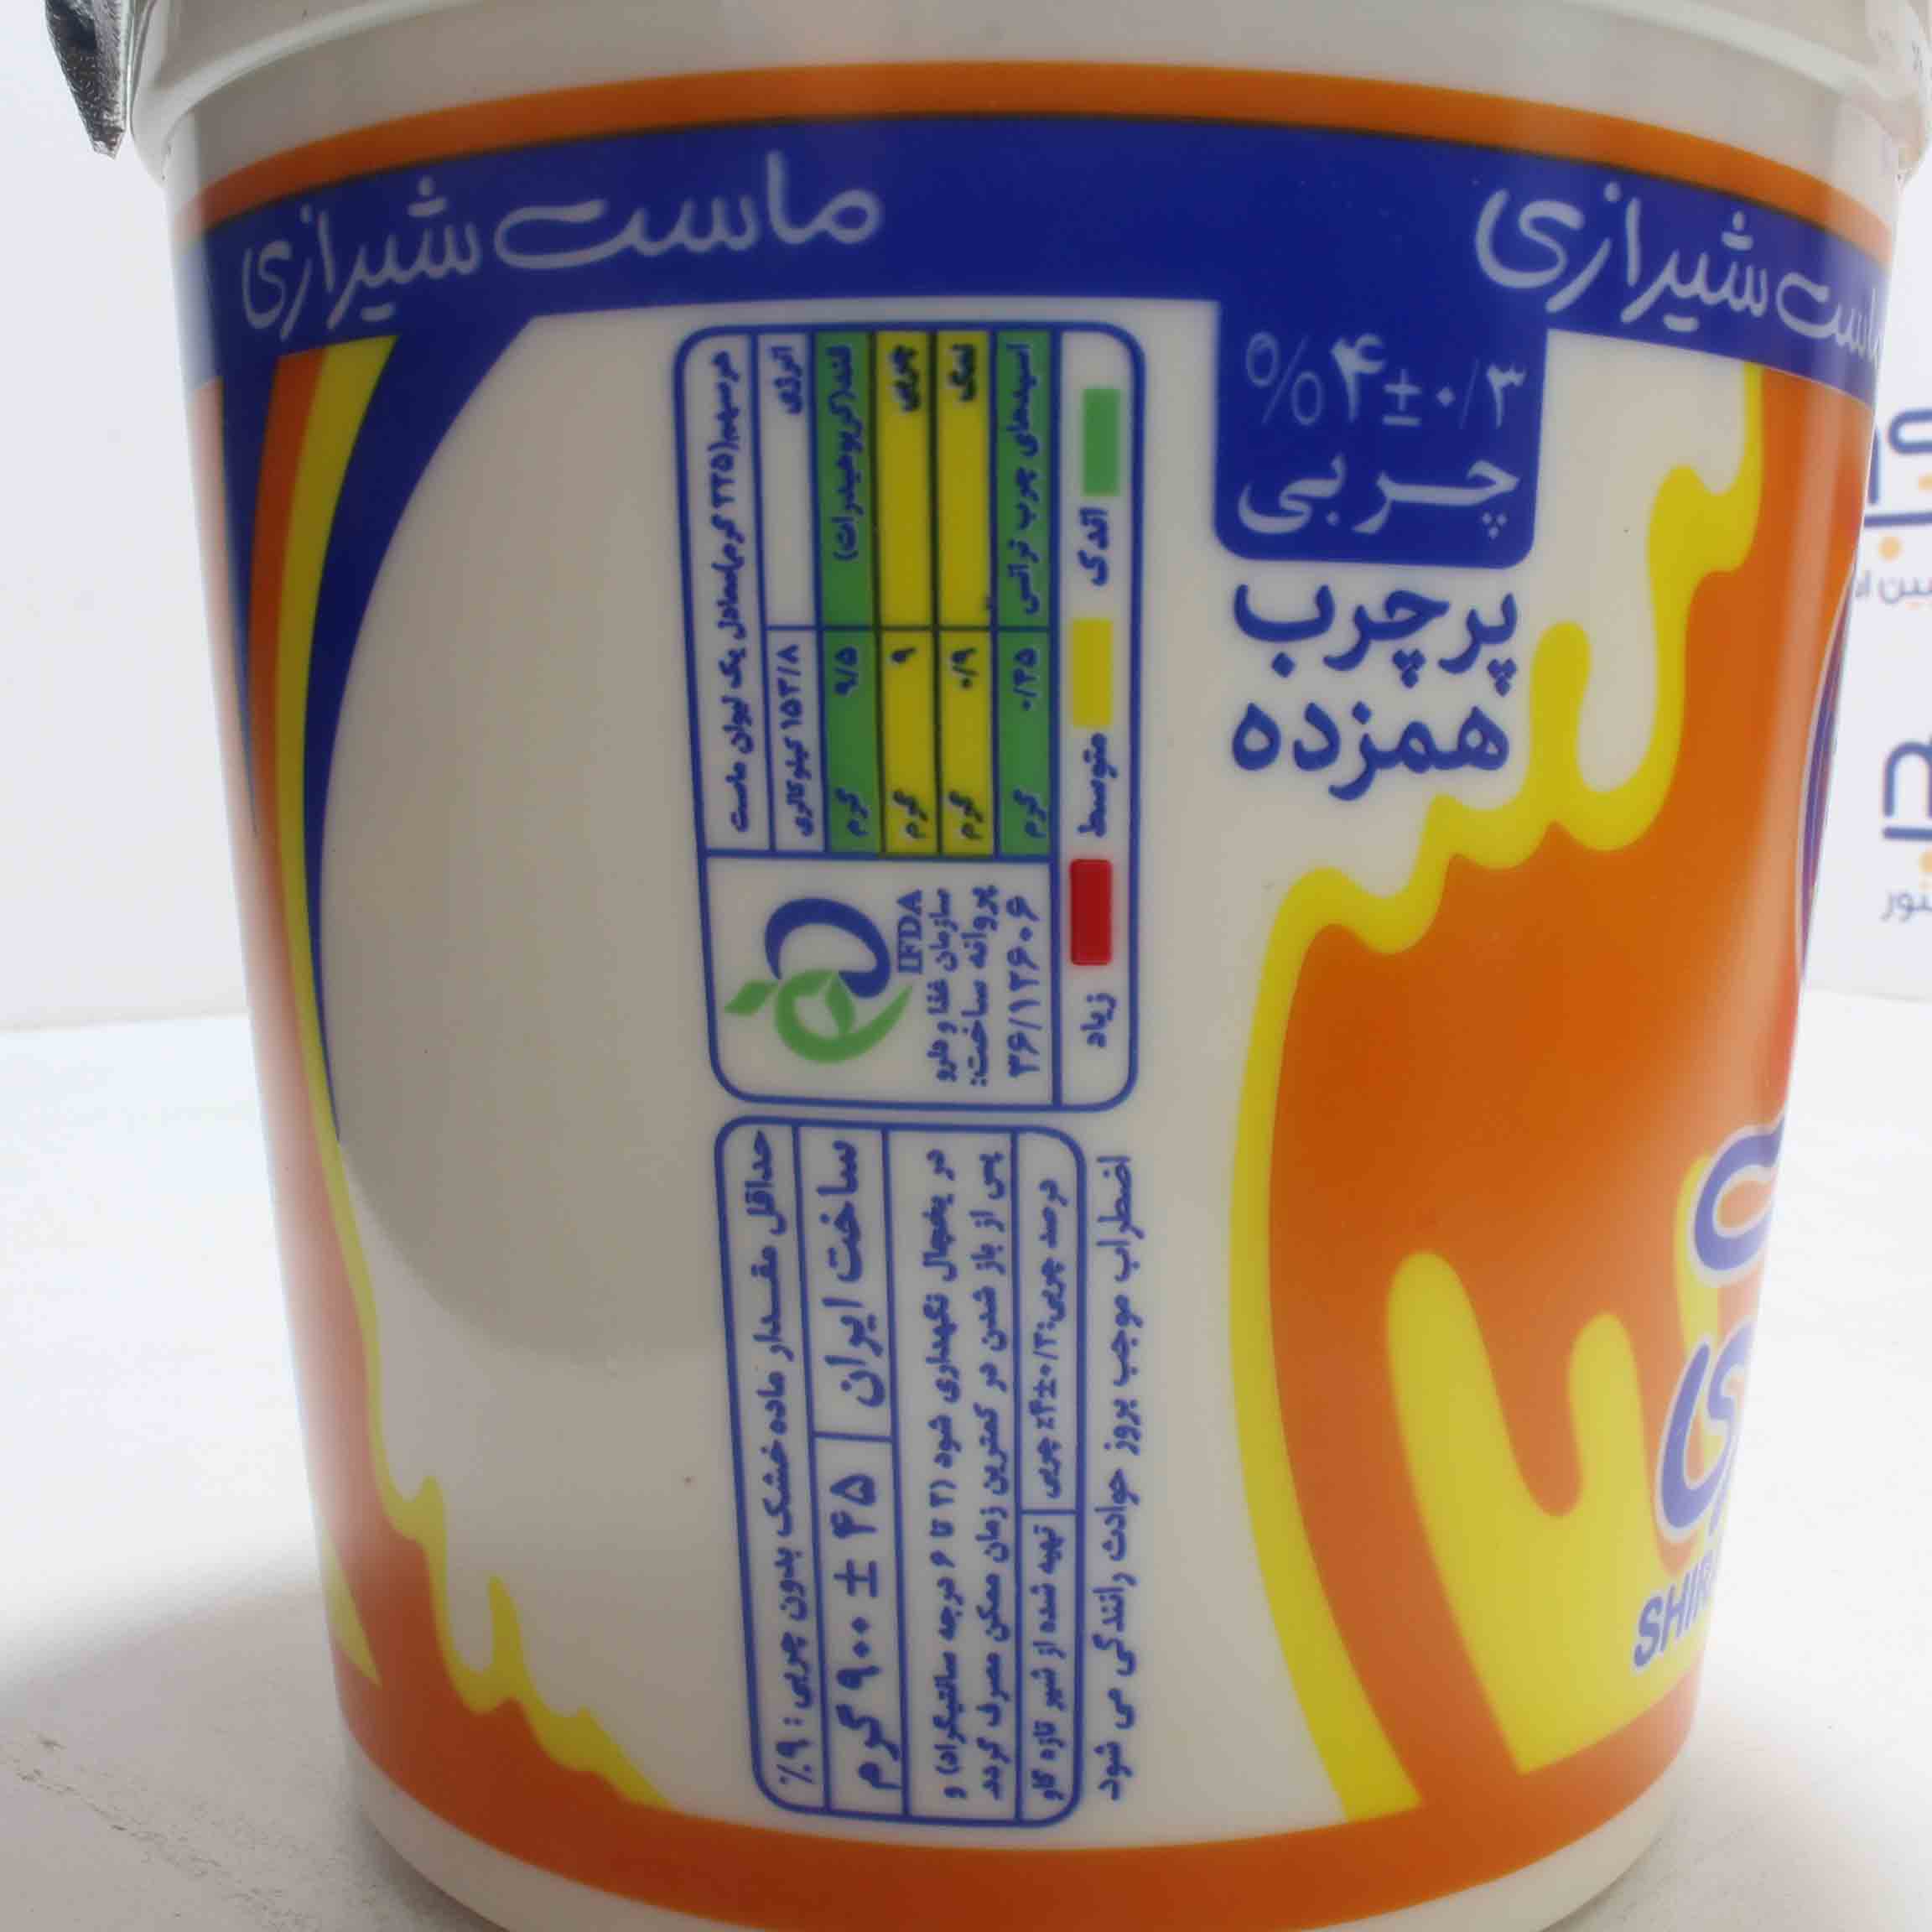 ماست شیرازی
ماست شیرازی
%۴±۰/۳
چربی
پرچرب
همزده
هر سهم (۲۲۵ گرم) معادل یک لیوان ماست
انرژی ۱۵۳/۸ کیلوکالری
قند(کربوهیدرات) ۹/۵ گرم
چربی ۹ گرم
نمک ۰/۹ گرم
اسیدهای چرب ترانس ۰/۲۵ گرم
اندک
متوسط
زیاد
IFDA
سازمان غذا و دارو
پروانه ساخت:
۳۶/۱۲۶۰۶
حداقل مقدار ماده خشک بدون چربی : ۹٪
ساخت ایران
۹۰۰ ± ۴۵ گرم
در یخچال نگهداری شود (۲ تا ۶ درجه سانتیگراد) و
پس از باز شدن در کمترین زمان ممکن مصرف گردد
درصد چربی: ۰/۳±۴٪ چربی
تهیه شده از شیر تازه گاو
اضطراب موجب بروز حوادث رانندگی می شود